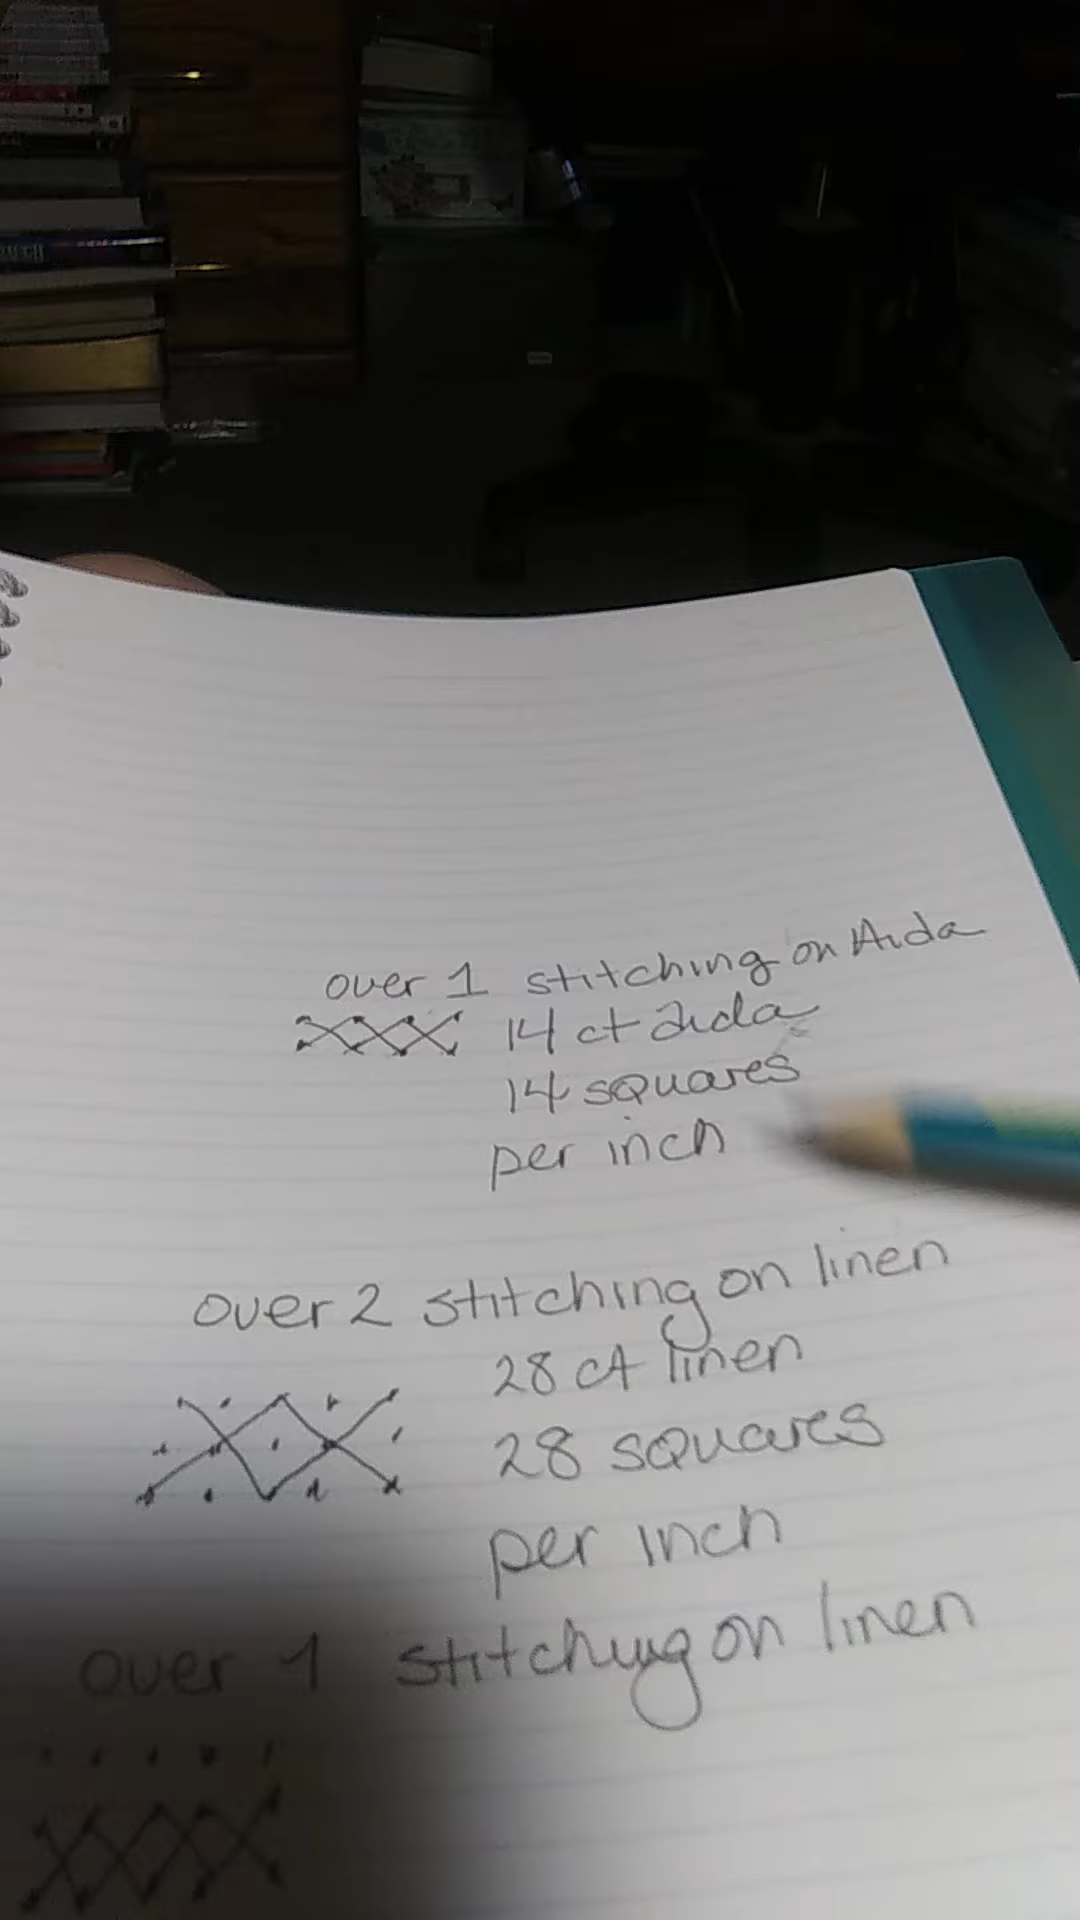 over 1 stitching on Aida
14 ct aida
14 squares
per inch
over 2 stitching on linen
28 ct linen
28 squares
per inch
over 1 stitching on linen